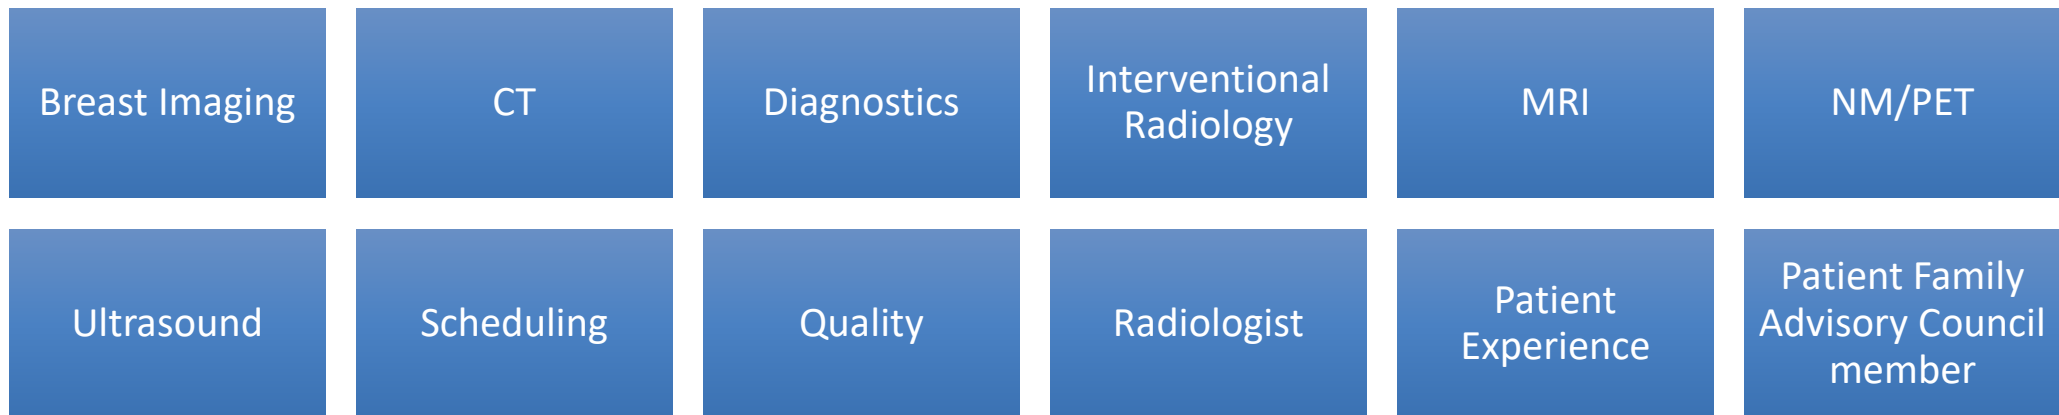 Breast Imaging
CT
Diagnostics
Interventional
Radiology
MRI
NM/PET
Ultrasound
Scheduling
Quality
Radiologist
Patient
Experience
Patient Family
Advisory Council
member